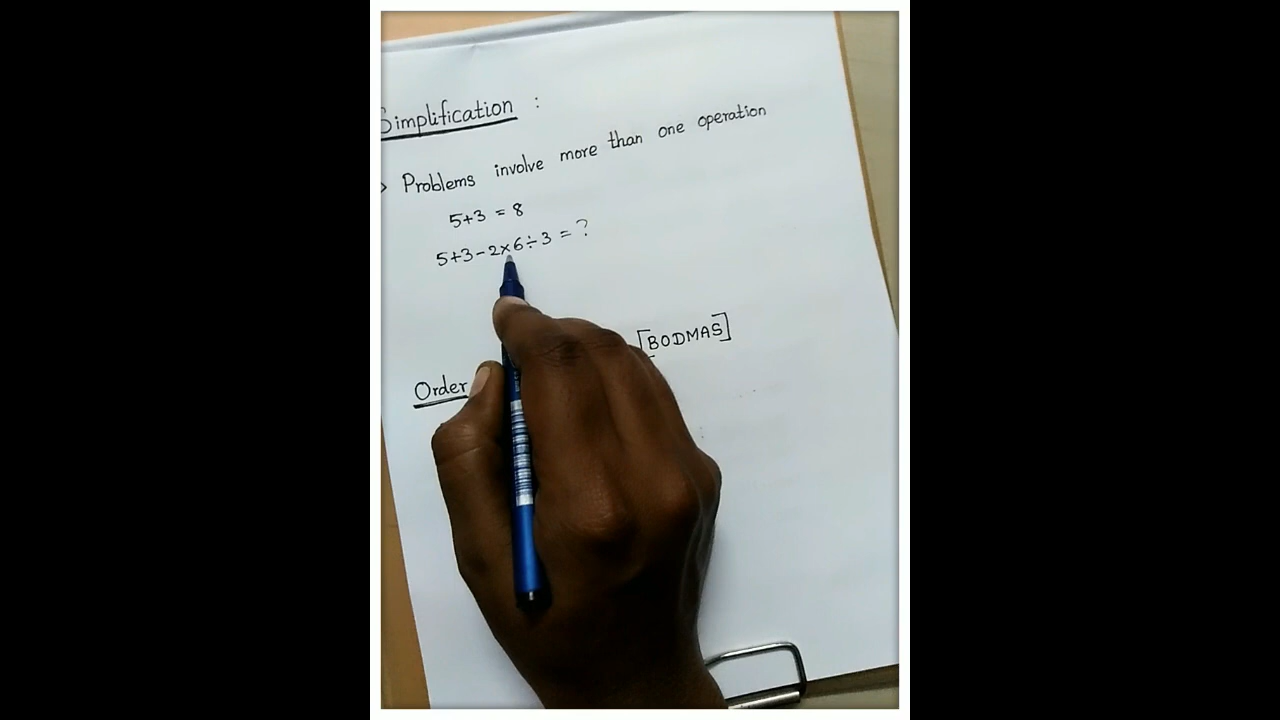 Simplification :
> Problems involve more than one operation
5+3 = 8
5+3-2×6÷3 = ?
[BODMAS]
Order